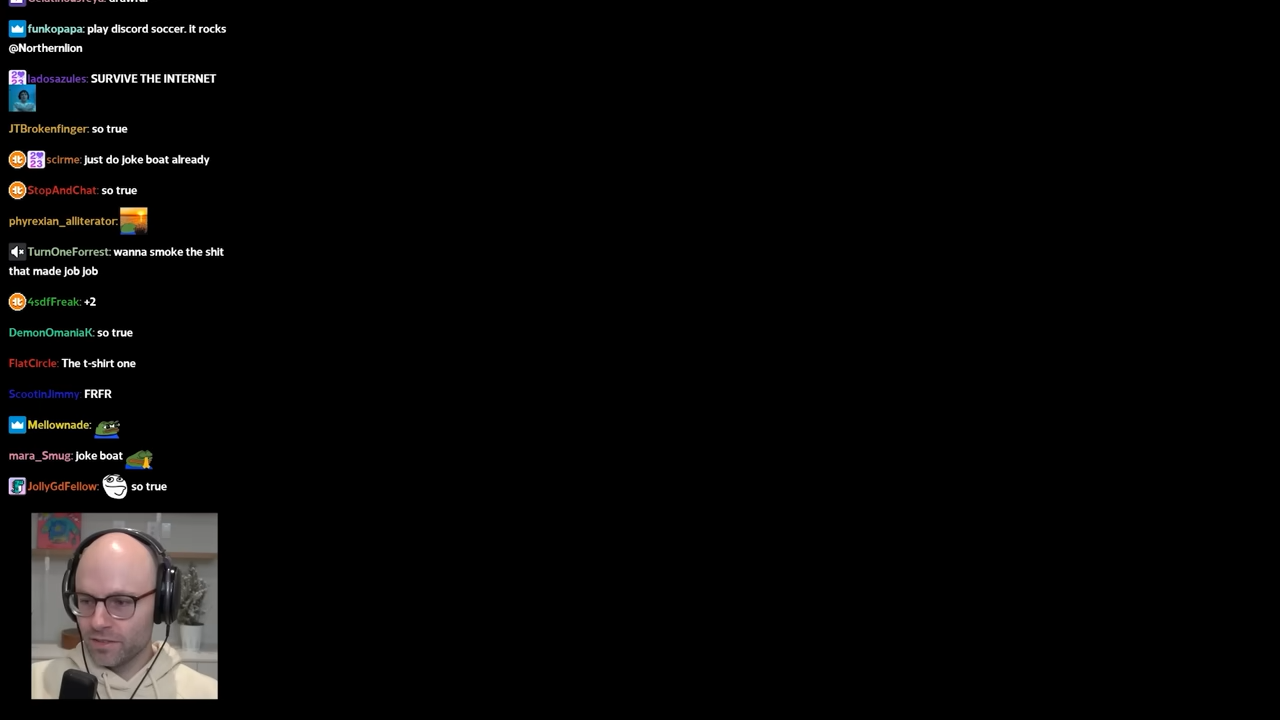 funkopapa: play discord soccer. it rocks
@Northernlion
ladosazules: SURVIVE THE INTERNET
JTBrokenfinger: so true
scirme: just do joke boat already
StopAndChat: so true
phyrexian_alliterator:
TurnOneForrest: wanna smoke the shit
that made job job
4sdfFreak: +2
DemonOmaniaK: so true
FlatCircle: The t-shirt one
ScootinJimmy: FRFR
Mellownade:
mara_Smug: joke boat
JollyGdFellow: so true